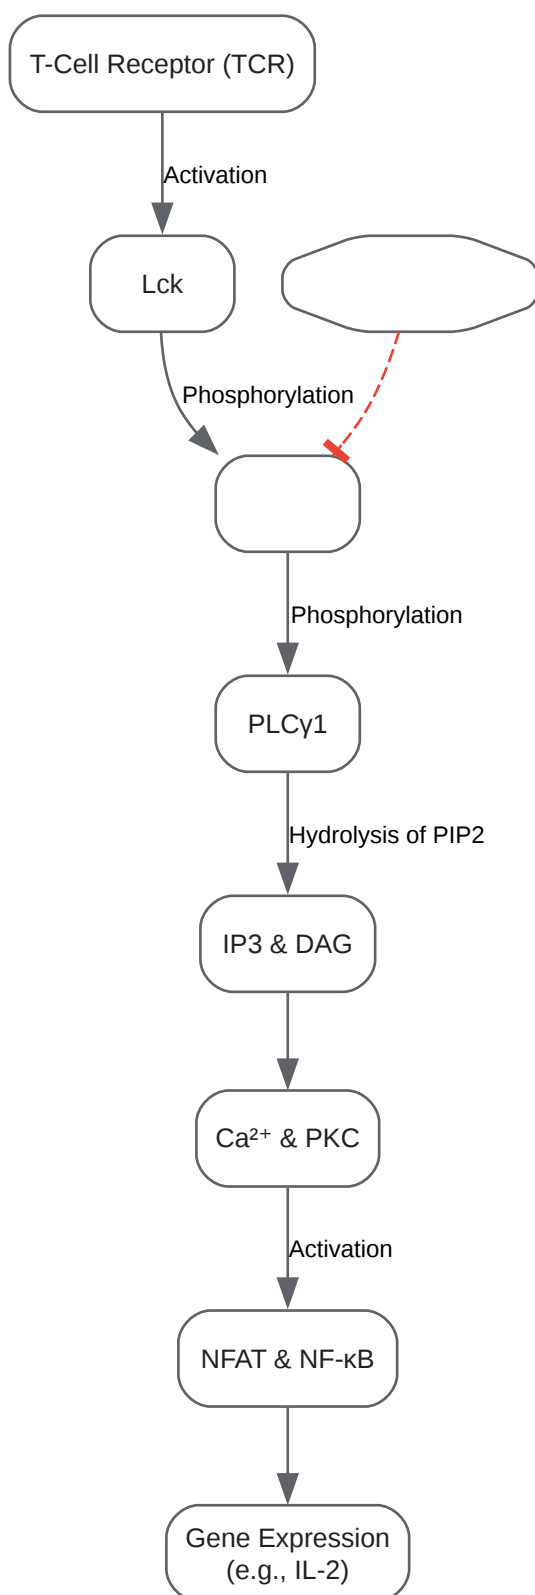 T-Cell Receptor (TCR)
Activation
Lck
Phosphorylation
Phosphorylation
PLCγ1
Hydrolysis of PIP2
IP3 & DAG
Ca²⁺ & PKC
Activation
NFAT & NF-κB
Gene Expression
(e.g., IL-2)